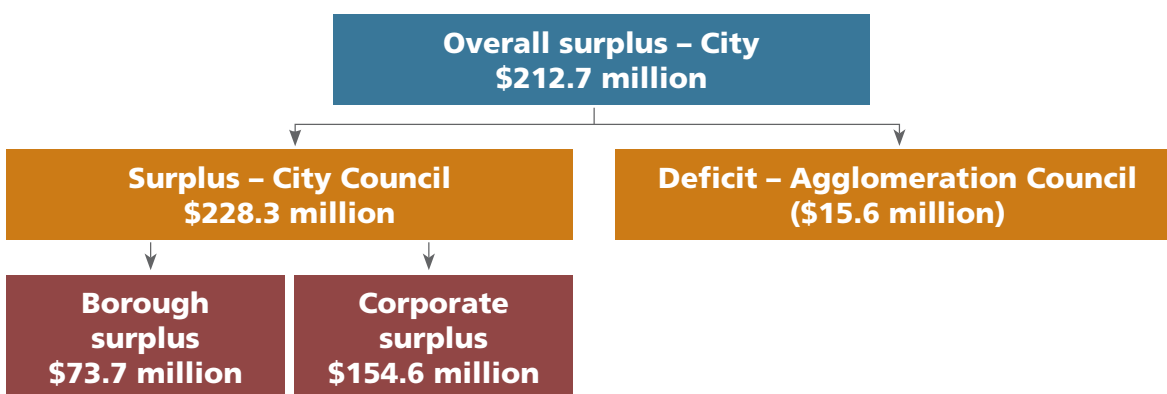 Overall surplus – City
$212.7 million
Surplus – City Council
$228.3 million
Deficit – Agglomeration Council
($15.6 million)
Borough
surplus
$73.7 million
Corporate
surplus
$154.6 million